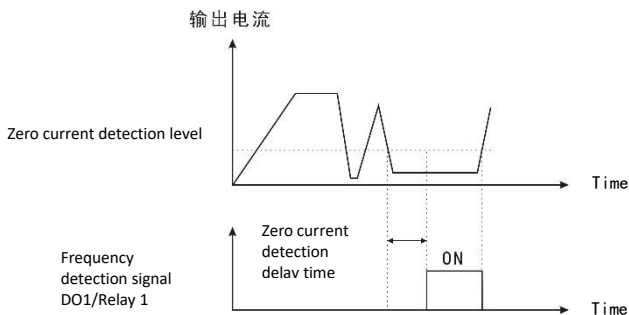 输出电流
Zero current detection level
Time
Zero current
detection
delay time
ON
Frequency
detection signal
DO1/Relay 1
Time